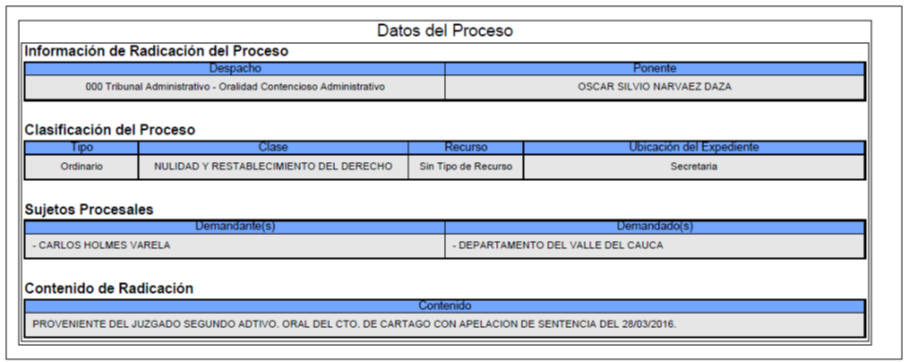 Datos del Proceso
Información de Radicación del Proceso
Despacho Ponente
000 Tribunal Administrativo - Oralidad Contencioso Administrativo OSCAR SILVIO NARVAEZ DAZA
Clasificación del Proceso
Tipo Clase Recurso Ubicación del Expediente
Ordinario NULIDAD Y RESTABLECIMIENTO DEL DERECHO Sin Tipo de Recurso Secretaria
Sujetos Procesales
Demandante(s) Demandado(s)
- CARLOS HOLMES VARELA - DEPARTAMENTO DEL VALLE DEL CAUCA
Contenido de Radicación
Contenido
PROVENIENTE DEL JUZGADO SEGUNDO ADTIVO. ORAL DEL CTO. DE CARTAGO CON APELACION DE SENTENCIA DEL 28/03/2016.